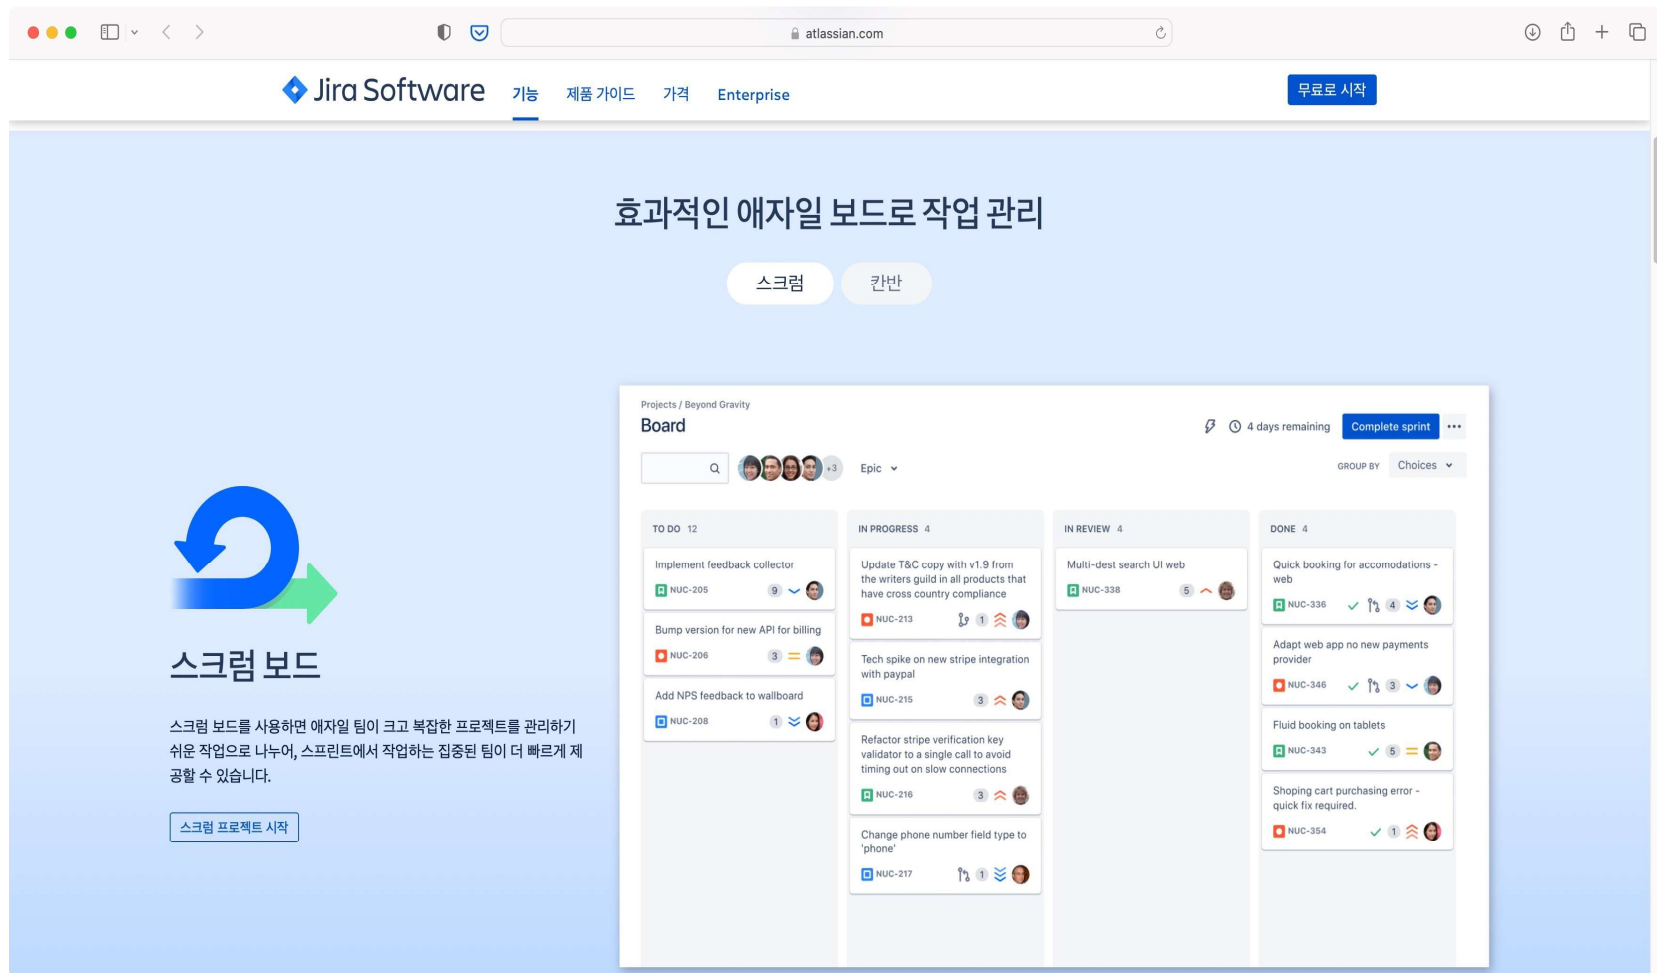 atlassian.com
Jira Software
기능
제품 가이드
가격
Enterprise
무료로 시작
효과적인 애자일 보드로 작업 관리
스크럼
칸반
스크럼 보드
스크럼 보드를 사용하면 애자일 팀이 크고 복잡한 프로젝트를 관리하기
쉬운 작업으로 나누어, 스프린트에서 작업하는 집중된 팀이 더 빠르게 제
공할 수 있습니다.
스크럼 프로젝트 시작
Projects / Beyond Gravity
Board
4 days remaining
Complete sprint
+3
Epic
GROUP BY
Choices
TO DO 12
Implement feedback collector
NUC-205
9
Bump version for new API for billing
NUC-206
3
Add NPS feedback to wallboard
NUC-208
1
IN PROGRESS 4
Update T&C copy with v1.9 from
the writers guild in all products that
have cross country compliance
NUC-213
1
Tech spike on new stripe integration
with paypal
NUC-215
3
Refactor stripe verification key
validator to a single call to avoid
timing out on slow connections
NUC-216
3
Change phone number field type to
'phone'
NUC-217
1
IN REVIEW 4
Multi-dest search UI web
NUC-338
5
DONE 4
Quick booking for accomodations -
web
NUC-336
4
Adapt web app no new payments
provider
NUC-346
3
Fluid booking on tablets
NUC-343
5
Shoping cart purchasing error -
quick fix required.
NUC-354
1